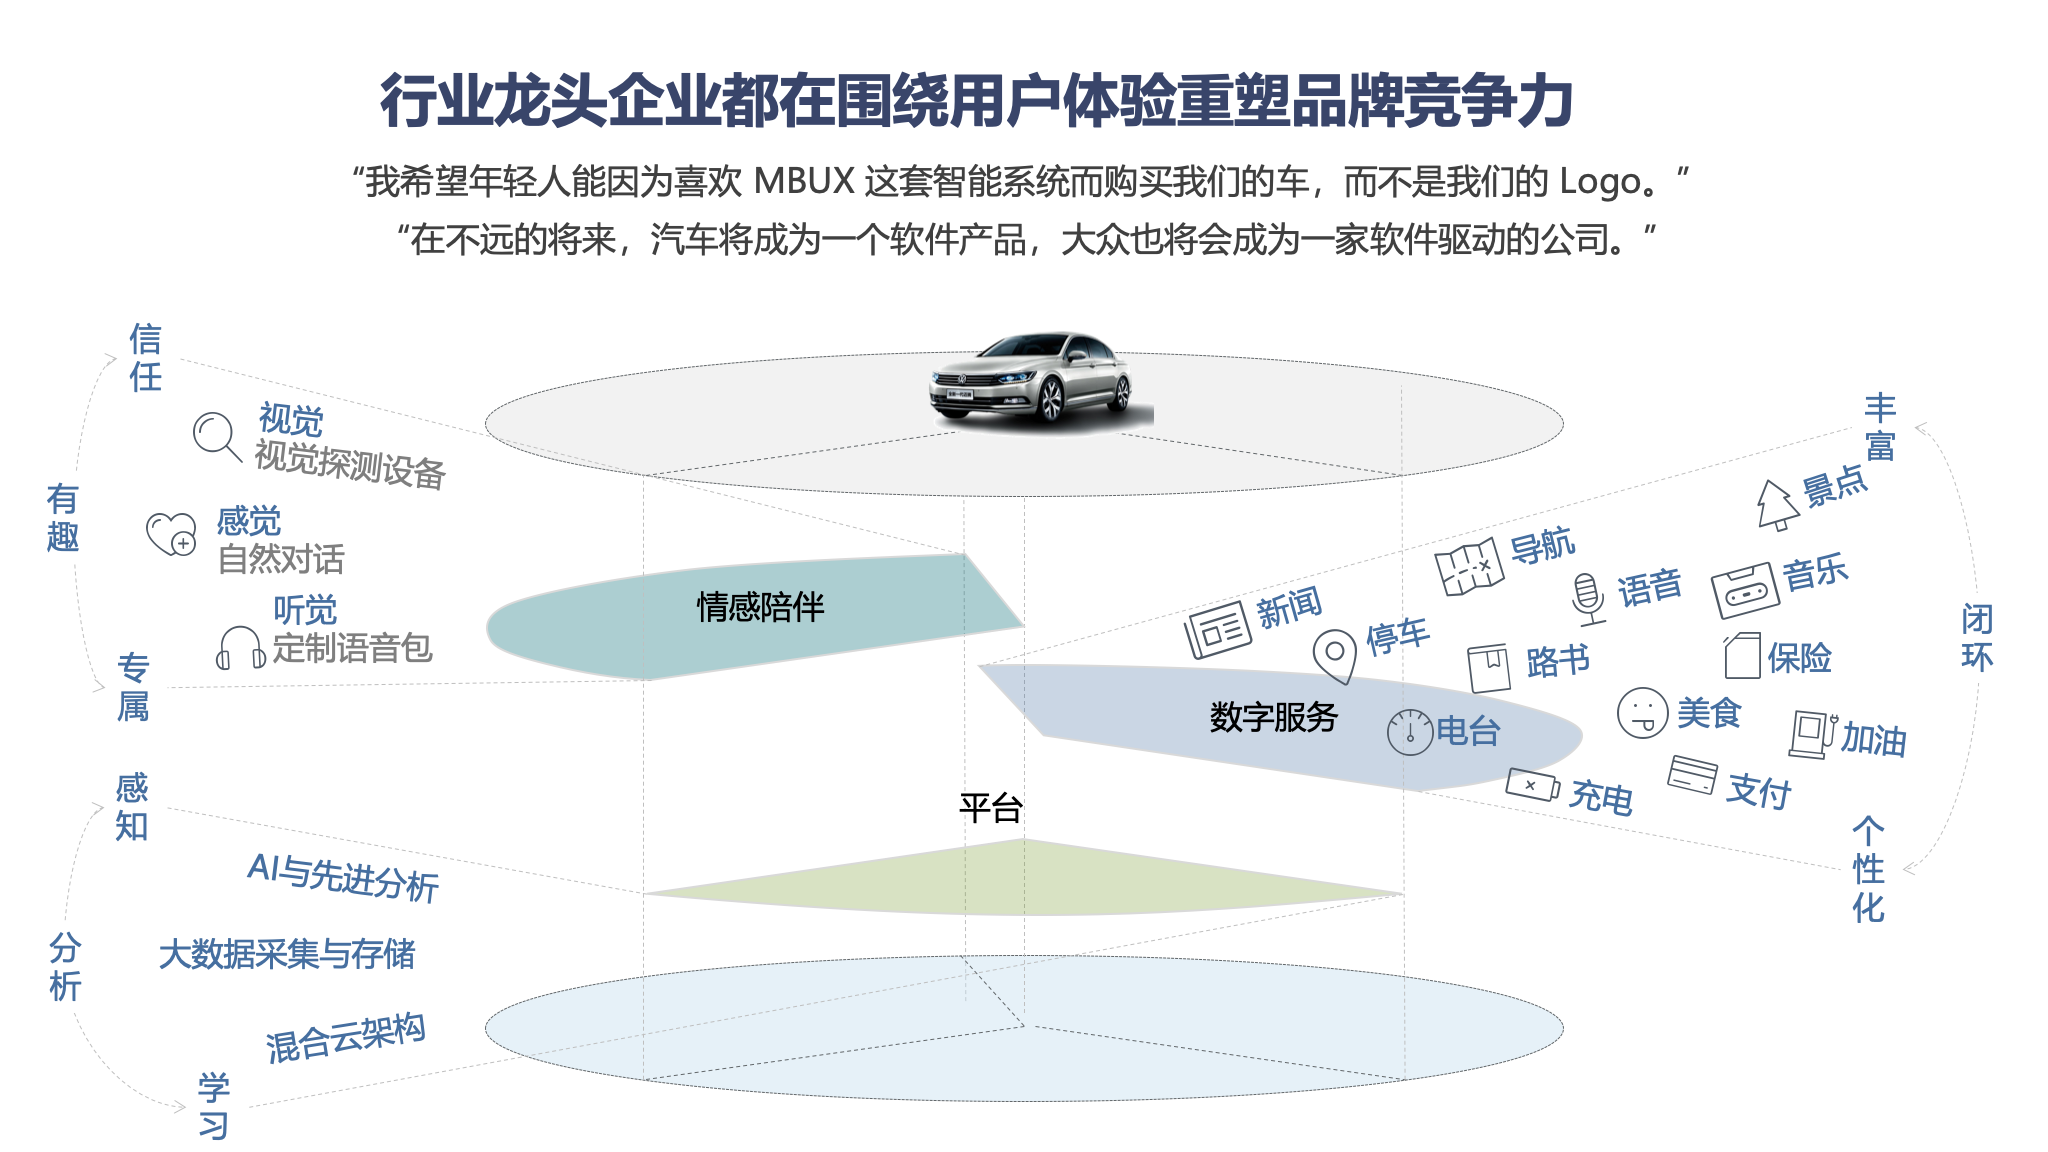 行业龙头企业都在围绕用户体验重塑品牌竞争力
“我希望年轻人能因为喜欢 MBUX 这套智能系统而购买我们的车，而不是我们的 Logo。”
“在不远的将来，汽车将成为一个软件产品，大众也将会成为一家软件驱动的公司。”
信任
有趣
专属
视觉
视觉探测设备
感觉
自然对话
听觉
定制语音包
情感陪伴
丰富
闭环
个性化
景点
导航
语音
音乐
新闻
停车
路书
保险
数字服务
电台
美食
加油
充电
支付
平台
感知
分析
学习
AI与先进分析
大数据采集与存储
混合云架构